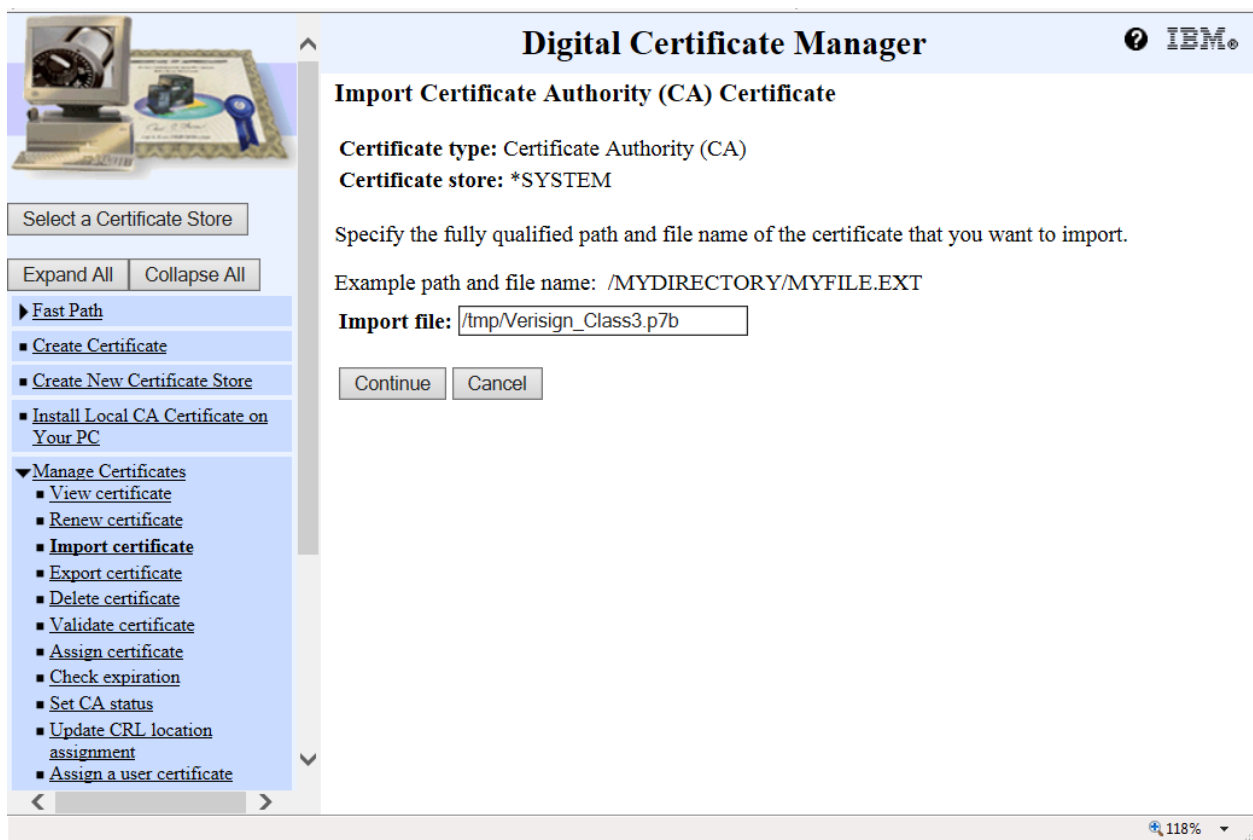 Digital Certificate Manager
IBM®
Select a Certificate Store
Expand All
Collapse All
Fast Path
Create Certificate
Create New Certificate Store
Install Local CA Certificate on
Your PC
Manage Certificates
View certificate
Renew certificate
Import certificate
Export certificate
Delete certificate
Validate certificate
Assign certificate
Check expiration
Set CA status
Update CRL location
assignment
Assign a user certificate
Import Certificate Authority (CA) Certificate
Certificate type: Certificate Authority (CA)
Certificate store: *SYSTEM
Specify the fully qualified path and file name of the certificate that you want to import.
Example path and file name: /MYDIRECTORY/MYFILE.EXT
Import file: /tmp/Verisign_Class3.p7b
Continue
Cancel
118%